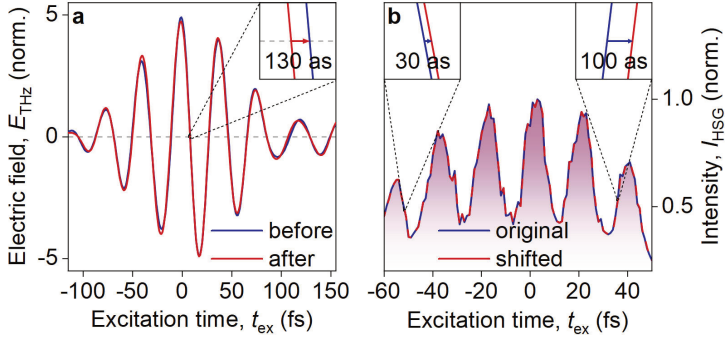 a
5
0
-5
Electric field, E_THz (norm.)
130 as
before
after
-100 -50 0 50 100 150
Excitation time, t_ex (fs)
b
30 as
100 as
1.0
0.5
Intensity, I_HSG (norm.)
original
shifted
-60 -40 -20 0 20 40
Excitation time, t_ex (fs)